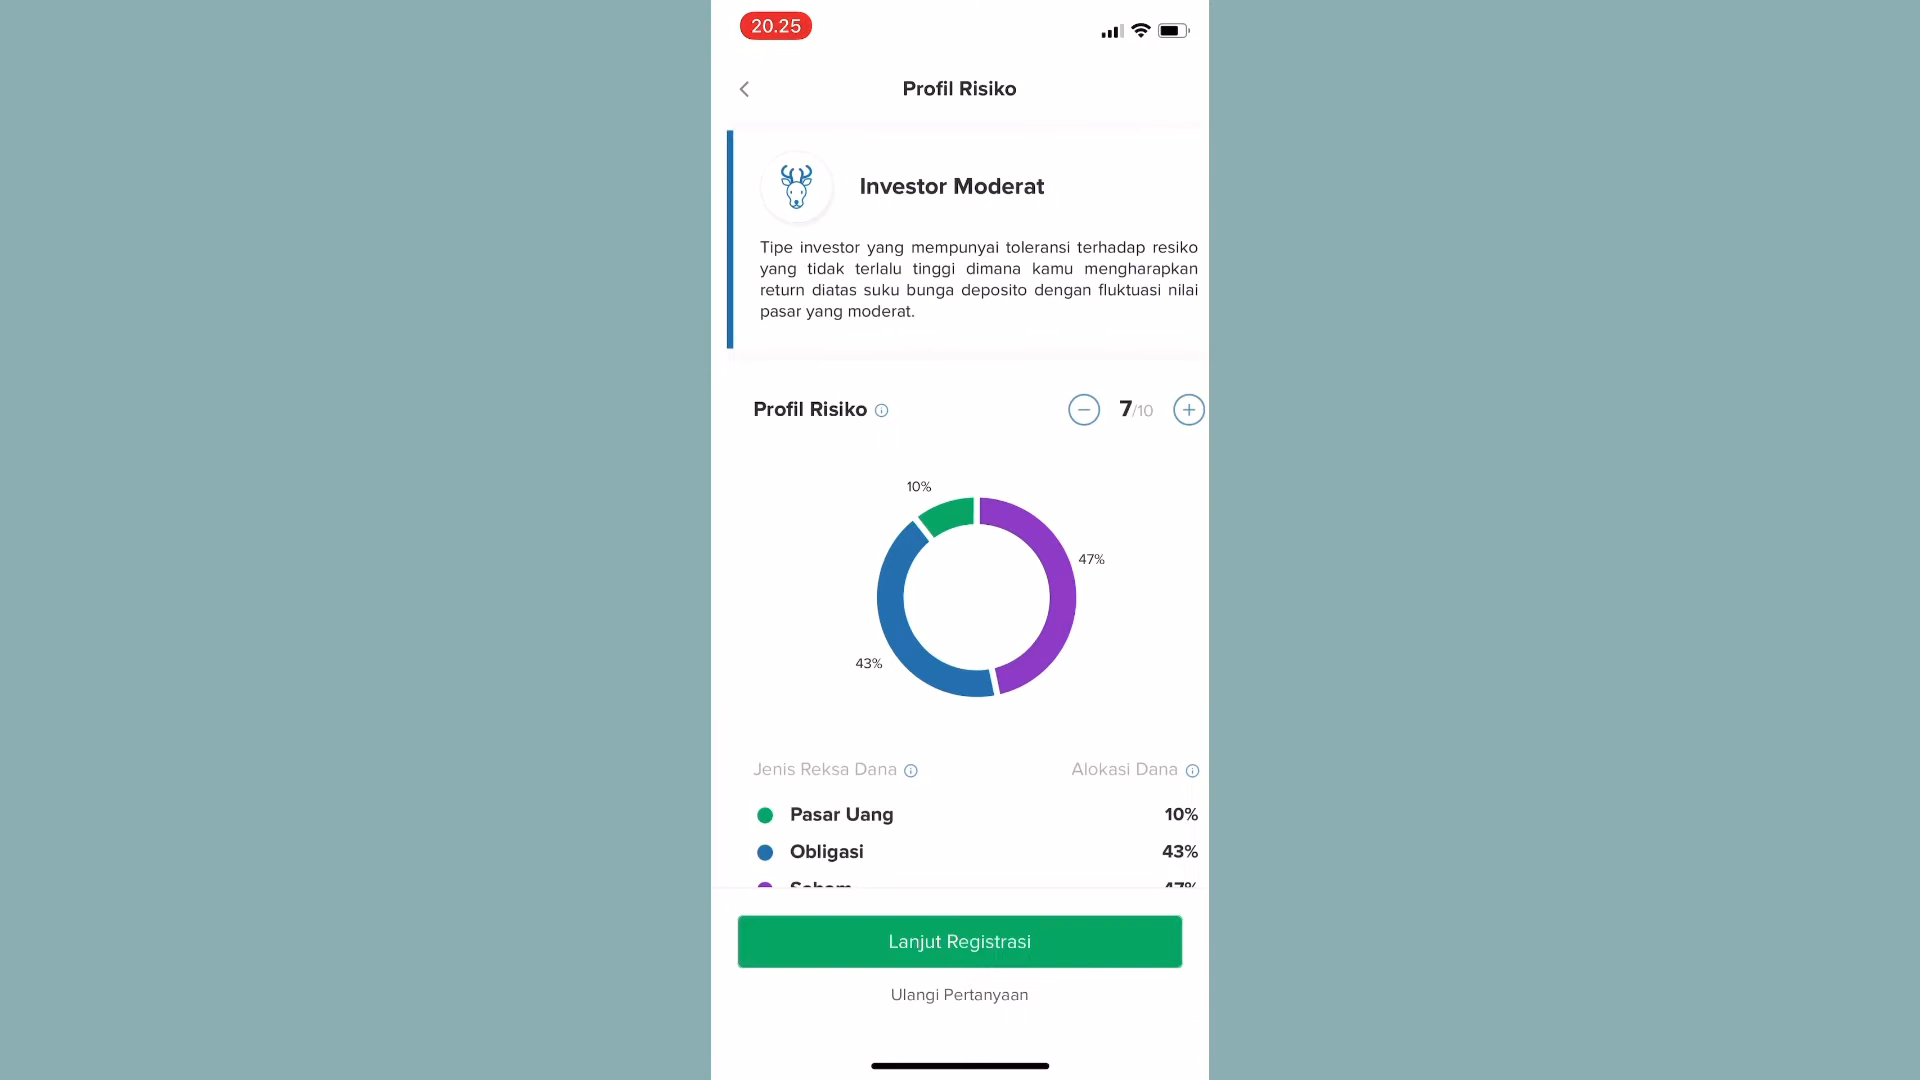 20.25
Profil Risiko
Investor Moderat
Tipe investor yang mempunyai toleransi terhadap resiko
yang tidak terlalu tinggi dimana kamu mengharapkan
return diatas suku bunga deposito dengan fluktuasi nilai
pasar yang moderat.
Profil Risiko 7/10
10%
47%
43%
Jenis Reksa Dana Alokasi Dana
Pasar Uang 10%
Obligasi 43%
Saham 47%
Lanjut Registrasi
Ulangi Pertanyaan